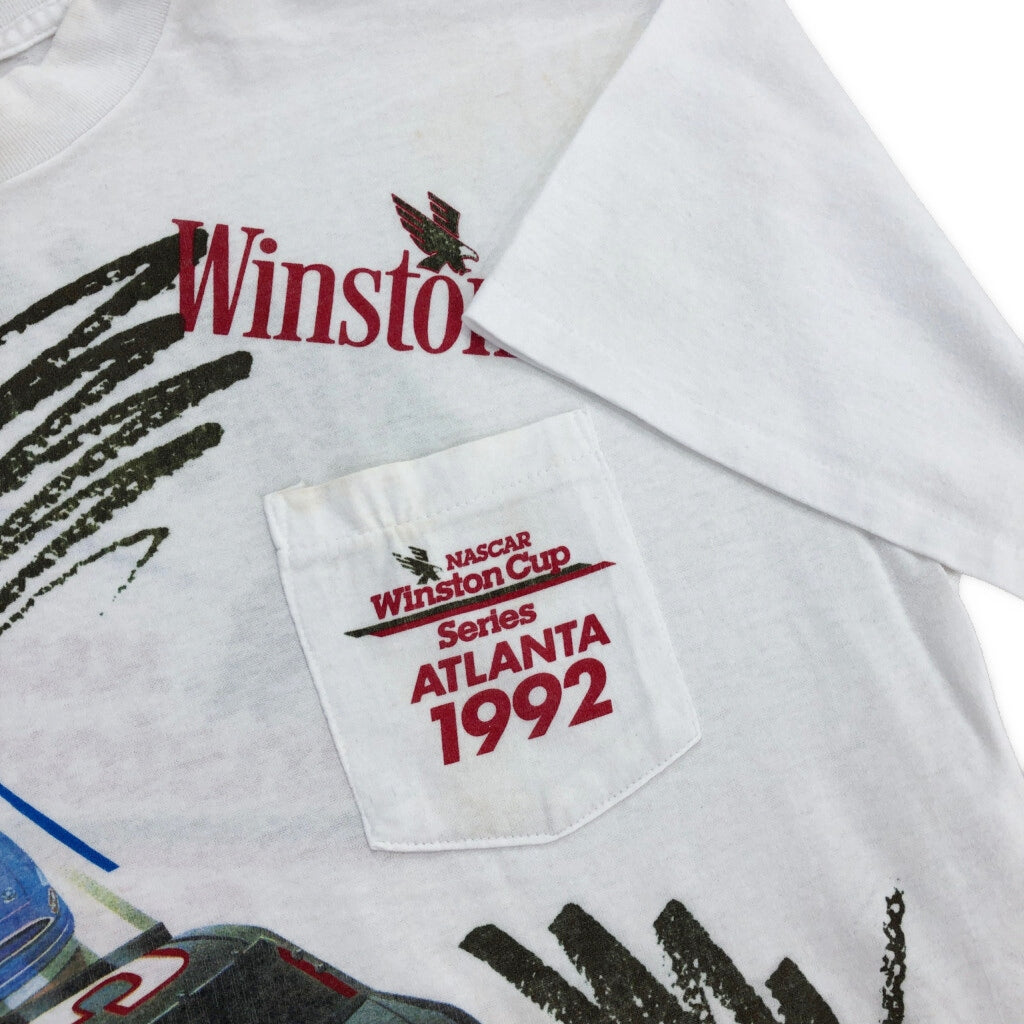 Winston
NASCAR
Winston Cup
Series
ATLANTA
1992